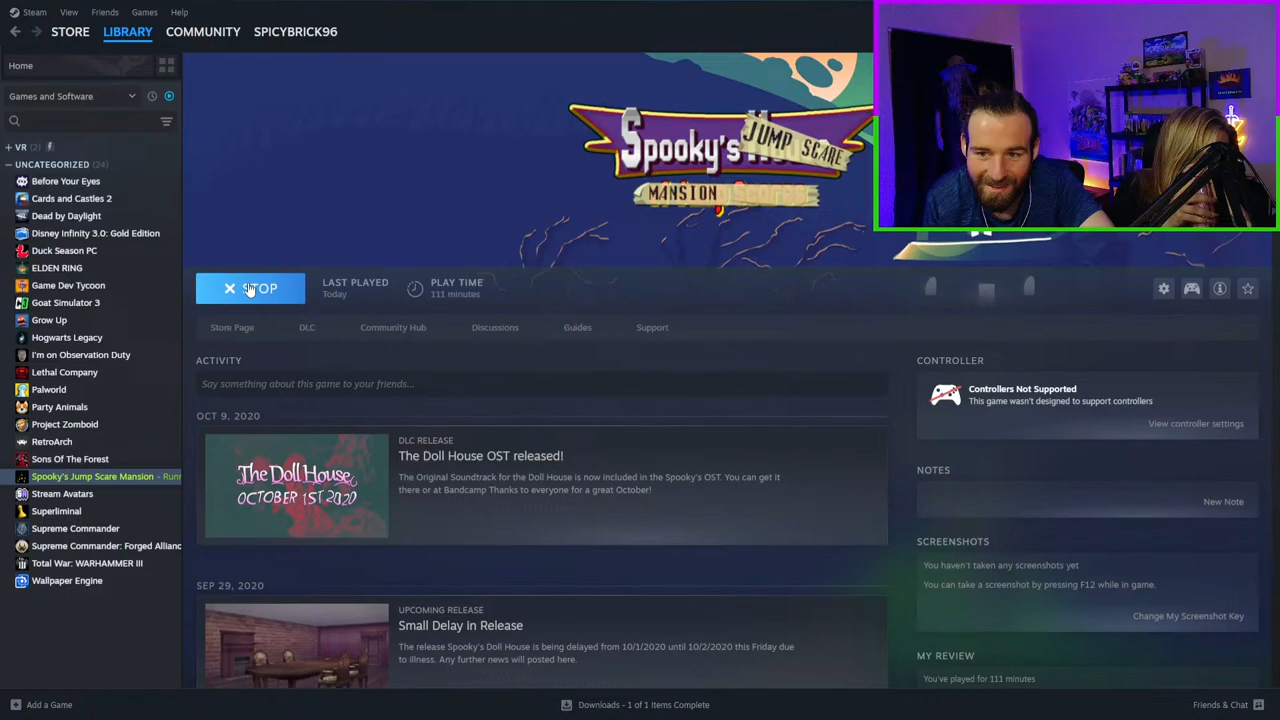 Steam View Friends Games Help
STORE LIBRARY COMMUNITY SPICYBRICK96
Home
Games and Software
VR (2)
UNCATEGORIZED (24)
Before Your Eyes
Cards and Castles 2
Dead by Daylight
Disney Infinity 3.0: Gold Edition
Duck Season PC
ELDEN RING
Game Dev Tycoon
Goat Simulator 3
Grow Up
Hogwarts Legacy
I'm on Observation Duty
Lethal Company
Palworld
Party Animals
Project Zomboid
RetroArch
Sons Of The Forest
Spooky's Jump Scare Mansion - Runn
Stream Avatars
Superliminal
Supreme Commander
Supreme Commander: Forged Allianc
Total War: WARHAMMER III
Wallpaper Engine
Spooky's
JUMP SCARE
MANSION
STOP
LAST PLAYED
Today
PLAY TIME
111 minutes
Store Page DLC Community Hub Discussions Guides Support
ACTIVITY
Say something about this game to your friends...
OCT 9, 2020
The Doll House
OCTOBER 1ST 2020
DLC RELEASE
The Doll House OST released!
The Original Soundtrack for the Doll House is now included in the Spooky's OST. You can get it
there or at Bandcamp Thanks to everyone for a great October!
SEP 29, 2020
UPCOMING RELEASE
Small Delay in Release
The release Spooky's Doll House is being delayed from 10/1/2020 until 10/2/2020 this Friday due
to illness. Any further news will posted here.
CONTROLLER
Controllers Not Supported
This game wasn't designed to support controllers
View controller settings
NOTES
New Note
SCREENSHOTS
You haven't taken any screenshots yet
You can take a screenshot by pressing F12 while in game.
Change My Screenshot Key
MY REVIEW
You've played for 111 minutes
Add a Game
Downloads - 1 of 1 Items Complete
Friends & Chat